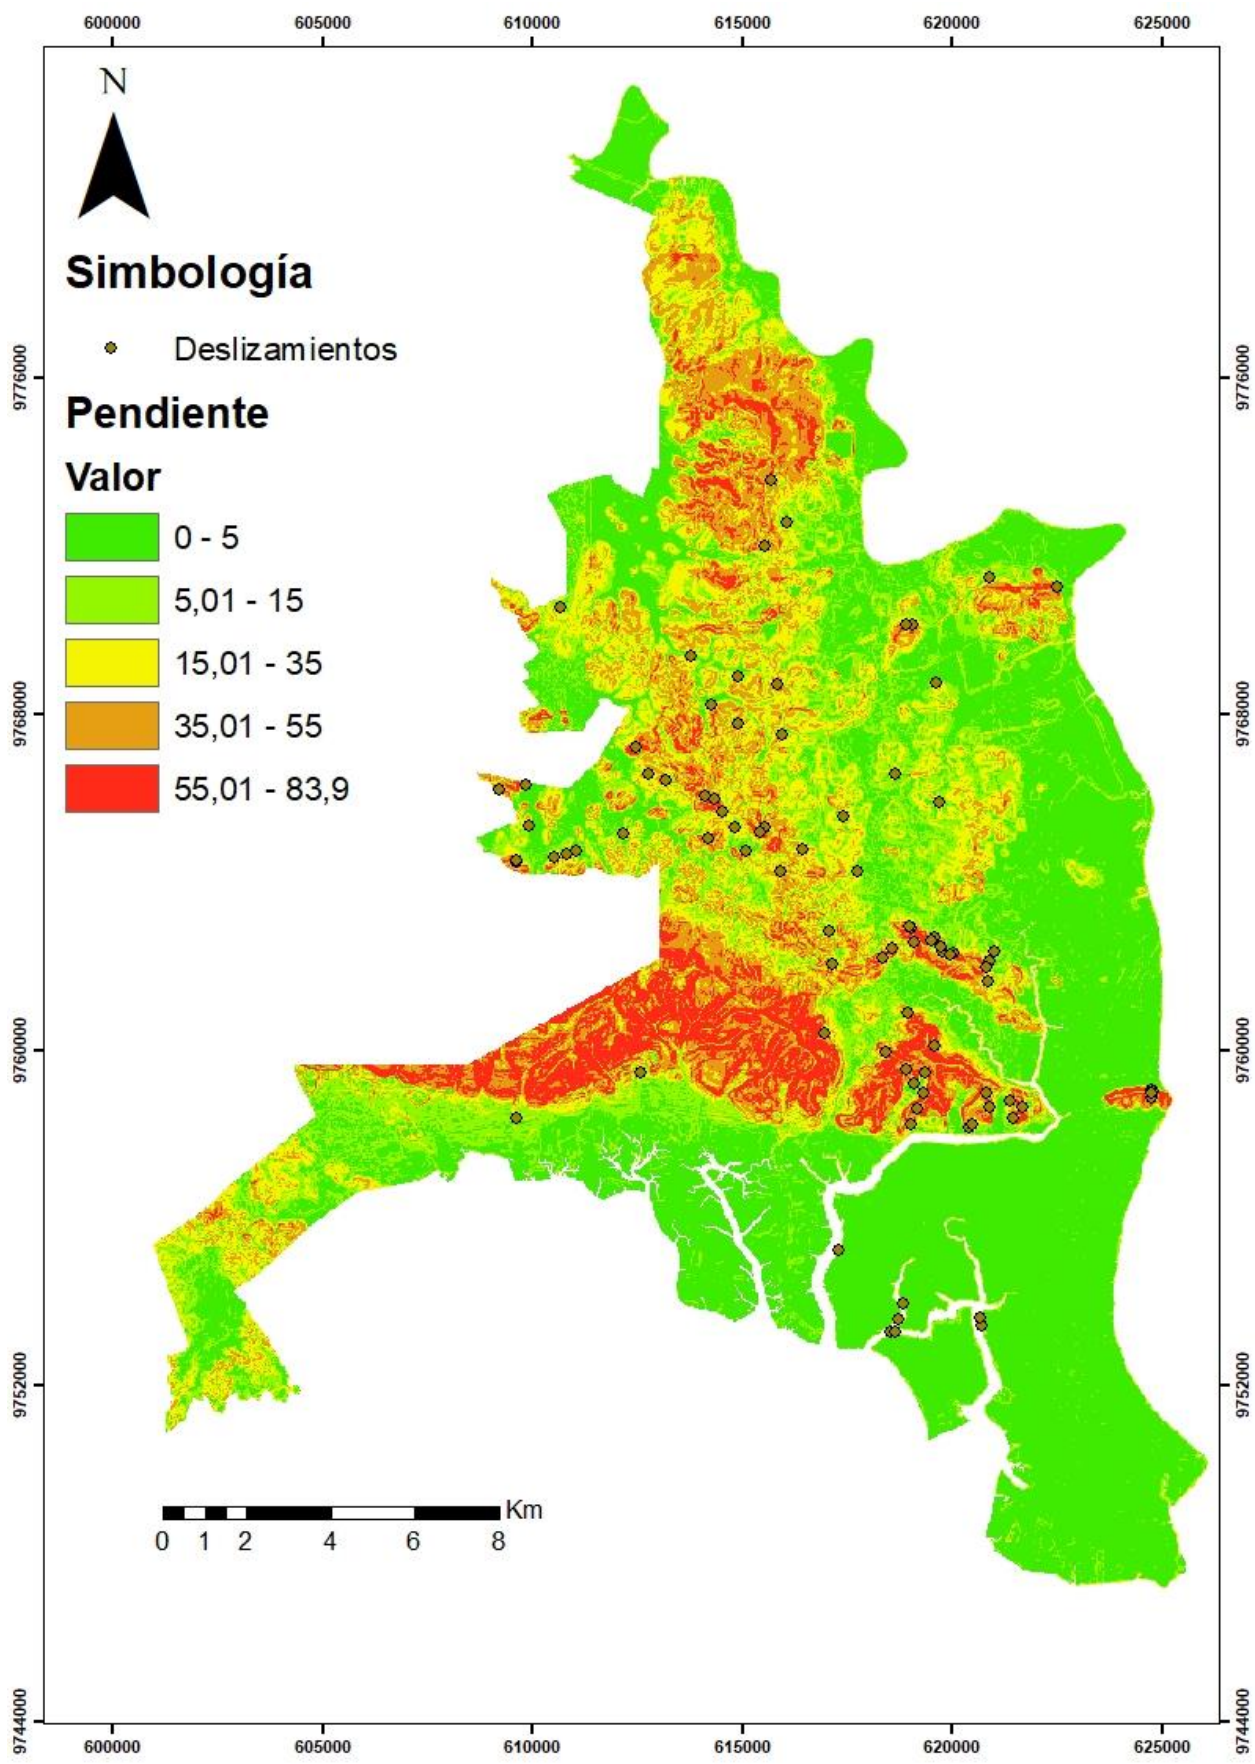 600000 605000 610000 615000 620000 625000
N
Simbología
Deslizamientos
Pendiente
Valor
0 - 5
5,01 - 15
15,01 - 35
35,01 - 55
55,01 - 83,9
9776000 9776000
9768000 9768000
9760000 9760000
9752000 9752000
9744000 9744000
Km
0 1 2 4 6 8
600000 605000 610000 615000 620000 625000